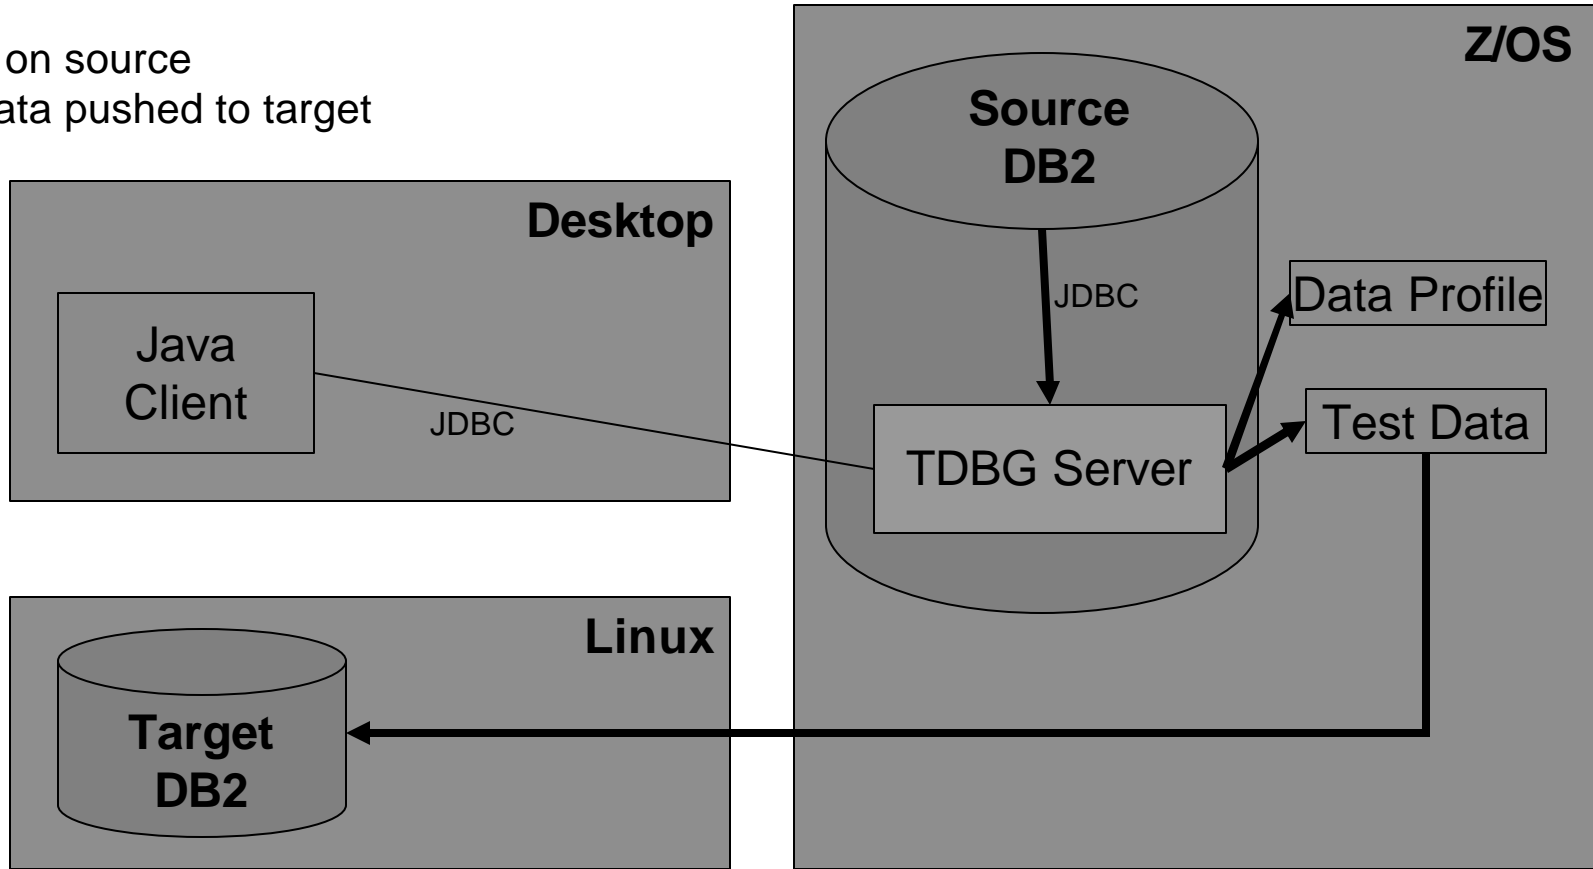 on source
ata pushed to target
Z/OS
Source
DB2
Desktop
JDBC
Data Profile
Java
Client
JDBC
Test Data
TDBG Server
Linux
Target
DB2